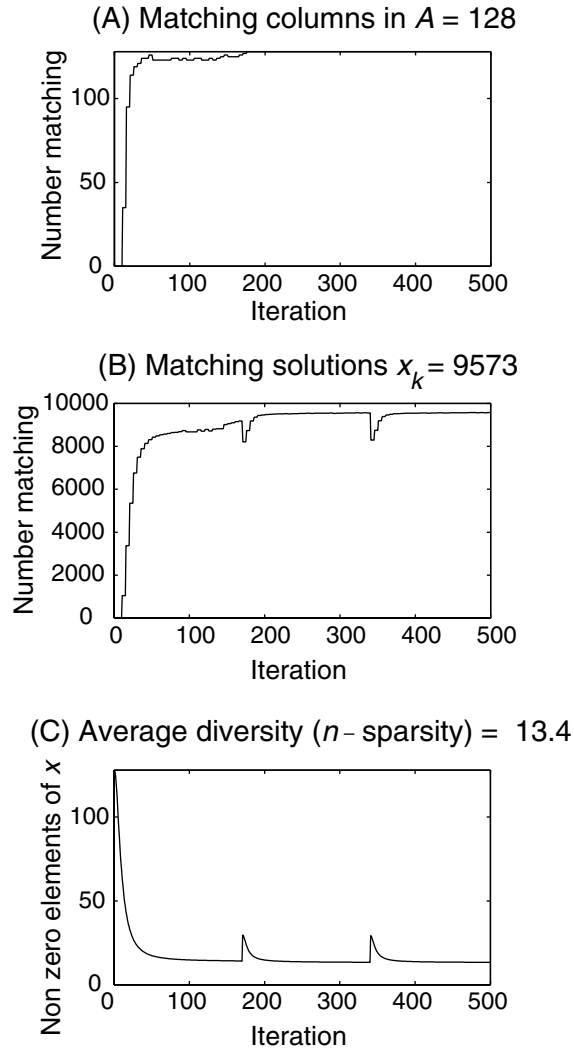 (A) Matching columns in A = 128
Number matching
100
50
0
0 100 200 300 400 500
Iteration
(B) Matching solutions x_k = 9573
Number matching
10000
8000
6000
4000
2000
0
0 100 200 300 400 500
Iteration
(C) Average diversity (n - sparsity) = 13.4
Non zero elements of x
100
50
0
0 100 200 300 400 500
Iteration